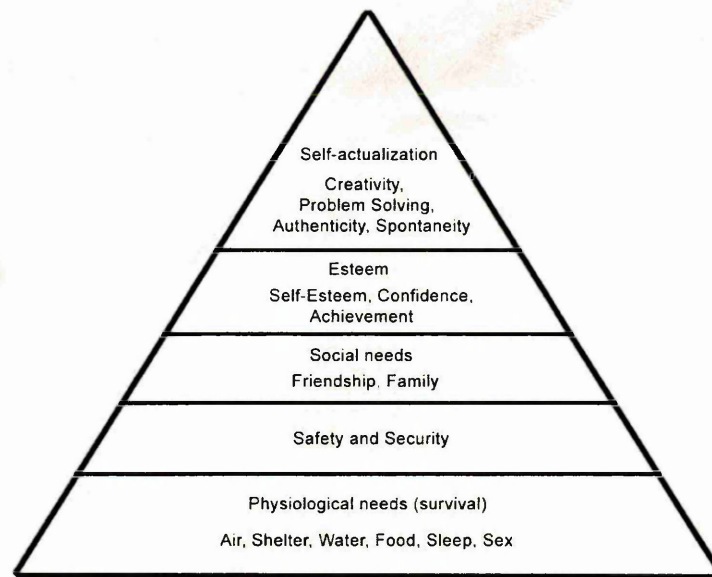 Self-actualization
Creativity,
Problem Solving,
Authenticity, Spontaneity
Esteem
Self-Esteem, Confidence,
Achievement
Social needs
Friendship, Family
Safety and Security
Physiological needs (survival)
Air, Shelter, Water, Food, Sleep, Sex